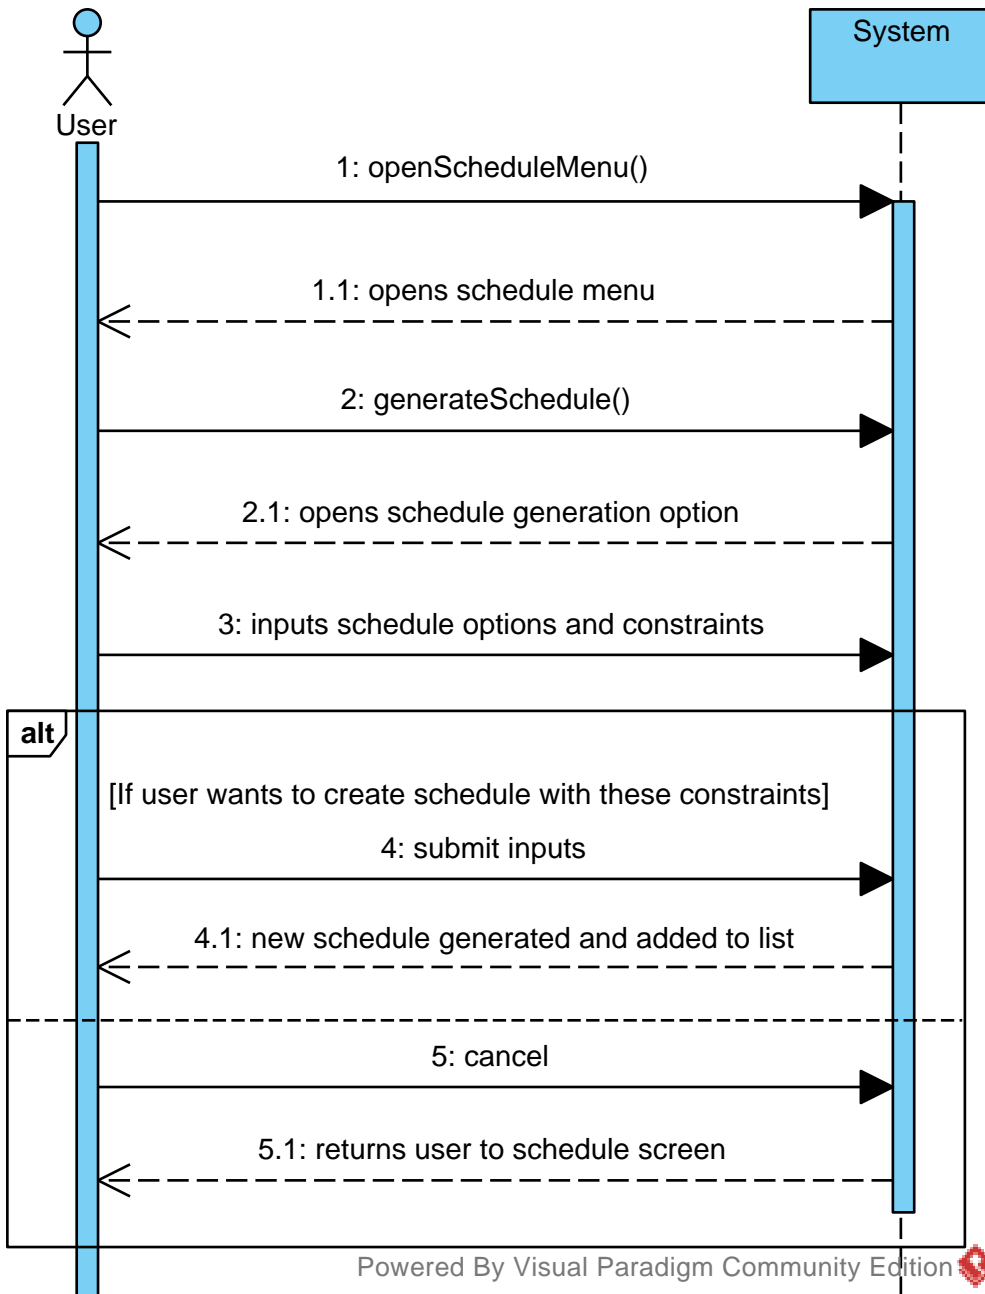 System
User
1: openScheduleMenu()
1.1: opens schedule menu
2: generateSchedule()
2.1: opens schedule generation option
3: inputs schedule options and constraints
alt
[If user wants to create schedule with these constraints]
4: submit inputs
4.1: new schedule generated and added to list
5: cancel
5.1: returns user to schedule screen
Powered By Visual Paradigm Community Edition